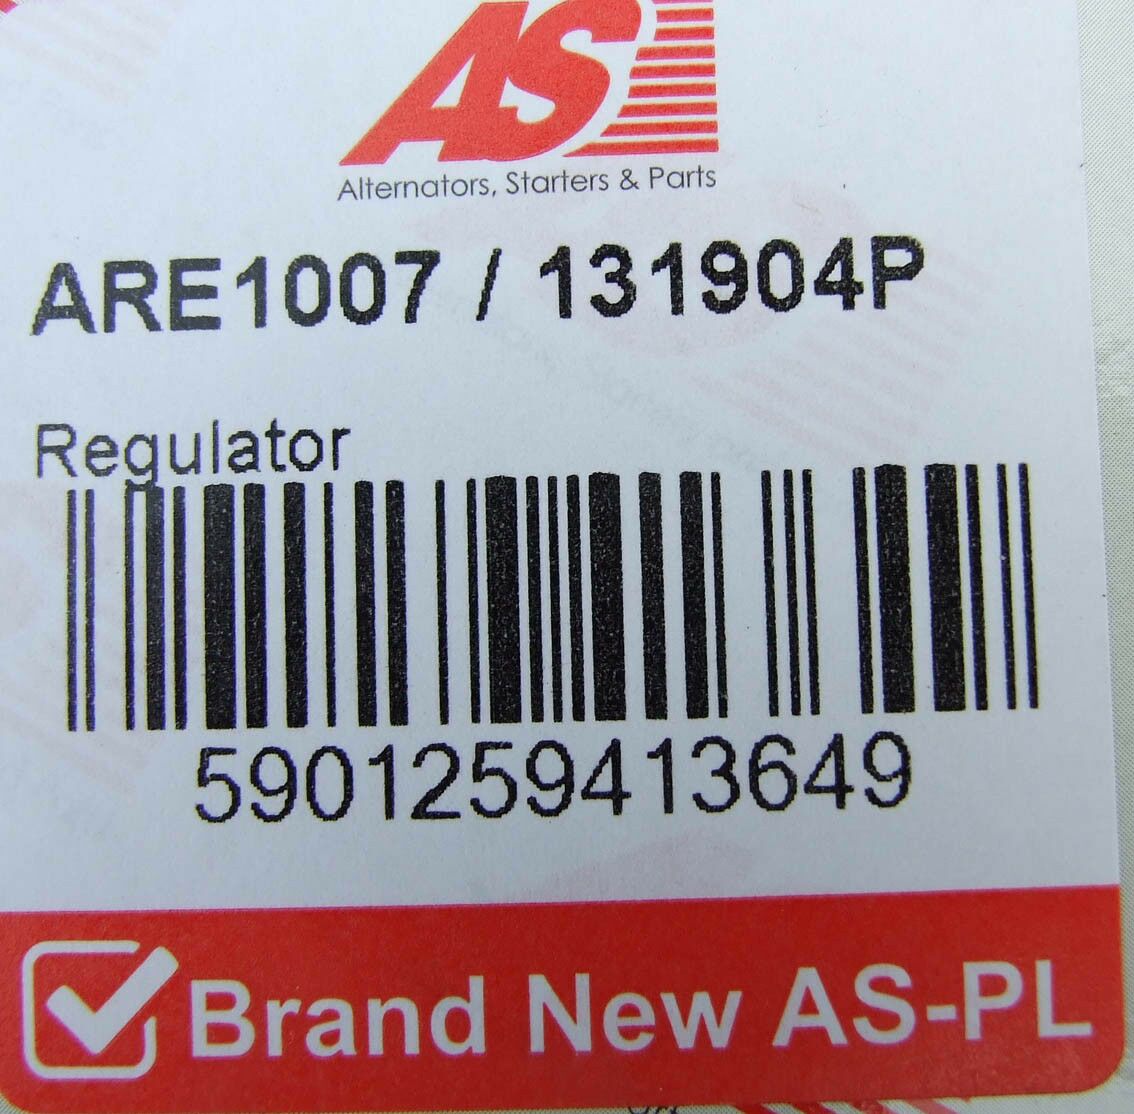 AS
Alternators, Starters & Parts
ARE1007 / 131904P
Regulator
5901259413649
Brand New AS-PL